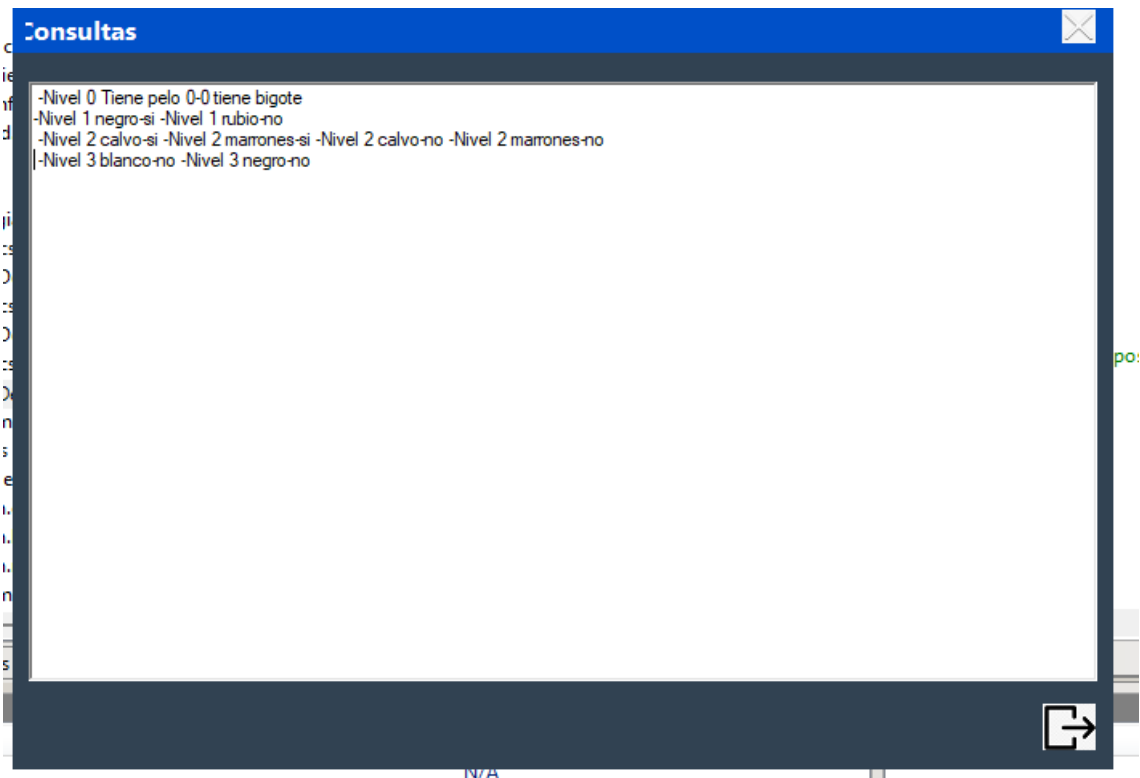 Consultas
-Nivel 0 Tiene pelo 0-0 tiene bigote
-Nivel 1 negro-si -Nivel 1 rubio-no
-Nivel 2 calvo-si -Nivel 2 marrones-si -Nivel 2 calvo-no -Nivel 2 marrones-no
-Nivel 3 blanco-no -Nivel 3 negro-no
pos
N/A